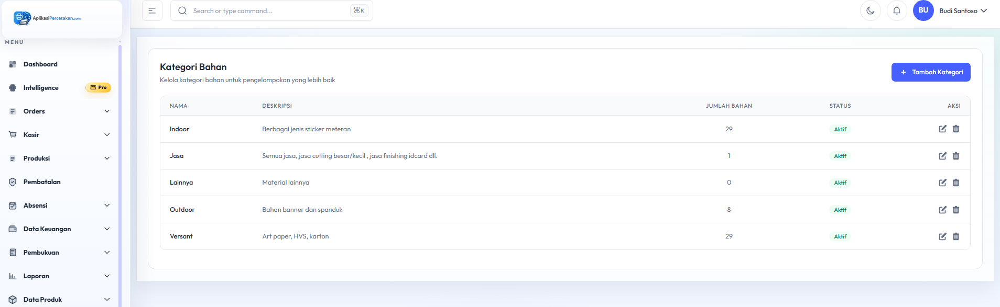 AplikasiPercetakan.com
Search or type command...
⌘K
BU
Budi Santoso
MENU
Dashboard
Intelligence
Pro
Orders
Kasir
Produksi
Pembatalan
Absensi
Data Keuangan
Pembukuan
Laporan
Data Produk
Kategori Bahan
Kelola kategori bahan untuk pengelompokan yang lebih baik
+ Tambah Kategori
NAMA DESKRIPSI JUMLAH BAHAN STATUS AKSI
Indoor Berbagai jenis sticker meteran 29 Aktif
Jasa Semua jasa, jasa cutting besar/kecil , jasa finishing idcard dll. 1 Aktif
Lainnya Material lainnya 0 Aktif
Outdoor Bahan banner dan spanduk 8 Aktif
Versant Art paper, HVS, karton 29 Aktif